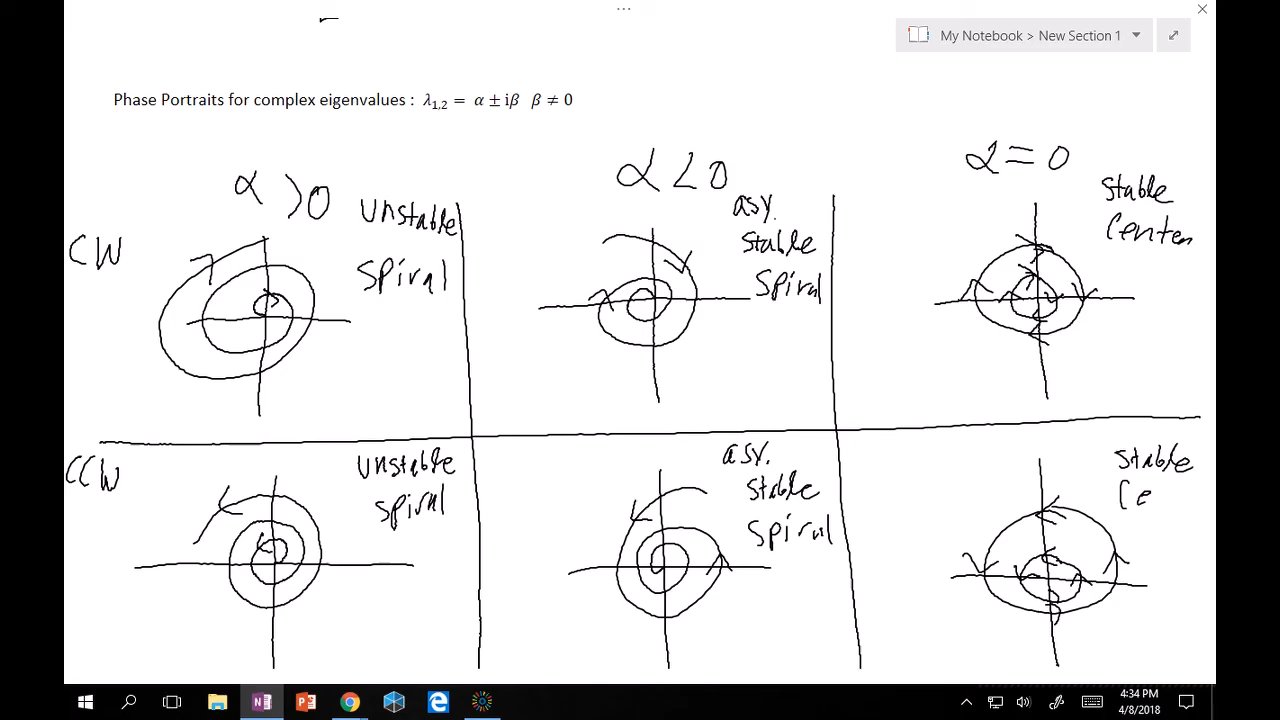 My Notebook > New Section 1
Phase Portraits for complex eigenvalues : λ1,2 = α ± iβ β ≠ 0
α > 0
α < 0
α = 0
CW
unstable
spiral
asy.
stable
spiral
stable
center
CCW
unstable
spiral
asy.
stable
spiral
stable
Ce
4:34 PM
4/8/2018